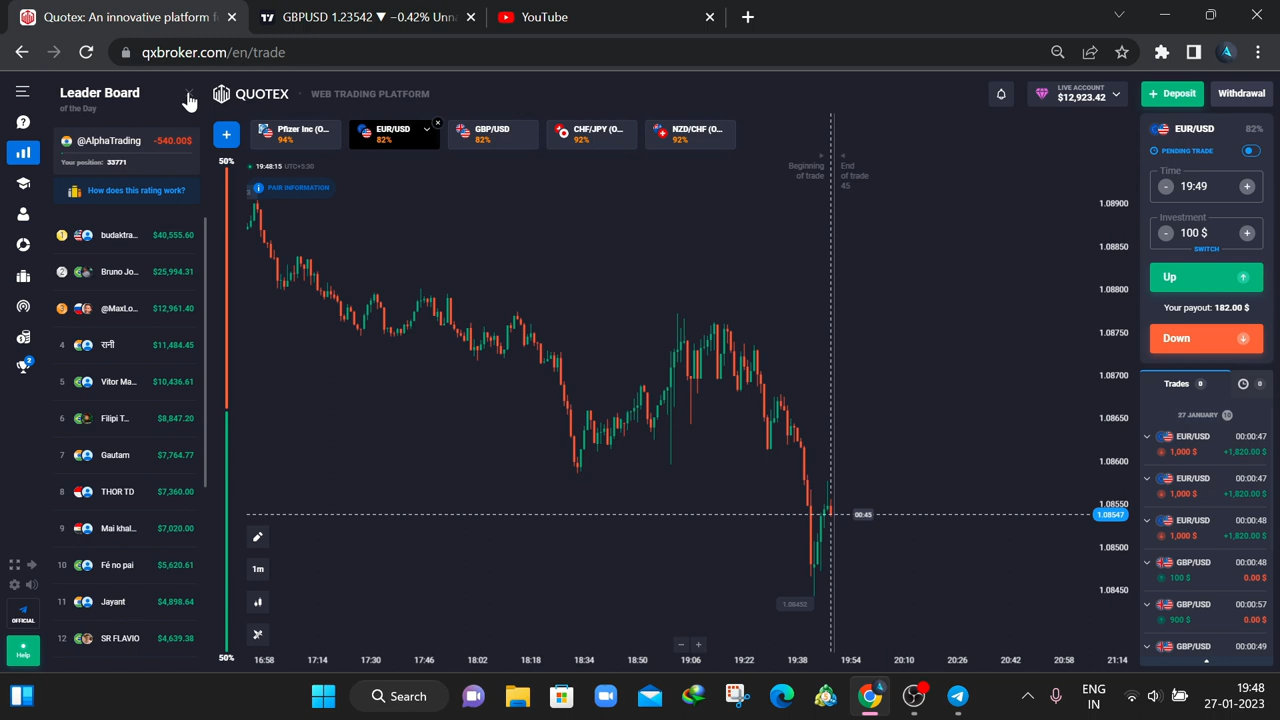 Quotex: An innovative platform f
GBPUSD 1.23542 ▼ −0.42% Unna
YouTube
qxbroker.com/en/trade
Leader Board
of the Day
QUOTEX
WEB TRADING PLATFORM
LIVE ACCOUNT
$12,923.42
+ Deposit
Withdrawal
@AlphaTrading -540.00$
Your position: 33771
How does this rating work?
1 budaktra... $40,555.60
2 Bruno Jo... $25,994.31
3 @MaxLo... $12,961.40
4 रानी $11,484.45
5 Vitor Ma... $10,436.61
6 Filipi T... $8,847.20
7 Gautam $7,764.77
8 THOR TD $7,360.00
9 Mai khal... $7,020.00
10 Fé no pai $5,620.61
11 Jayant $4,898.64
12 SR FLAVIO $4,639.38
OFFICIAL
Help
Pfizer Inc (O...
94%
EUR/USD
82%
GBP/USD
82%
CHF/JPY (O...
92%
NZD/CHF (O...
92%
50%
19:48:15 UTC+5:30
PAIR INFORMATION
Beginning
of trade
End
of trade
45
1.08900
1.08850
1.08800
1.08750
1.08700
1.08650
1.08600
1.08550
1.08547
1.08500
1.08450
00:45
1m
1.08452
50%
16:58 17:14 17:30 17:46 18:02 18:18 18:34 18:50 19:06 19:22 19:38 19:54 20:10 20:26 20:42 20:58 21:14
EUR/USD 82%
PENDING TRADE
Time
- 19:49 +
Investment
- 100 $ +
SWITCH
Up
Your payout: 182.00 $
Down
Trades 0
0
27 JANUARY 10
EUR/USD 00:00:47
1,000 $ +1,820.00 $
EUR/USD 00:00:47
1,000 $ +1,820.00 $
EUR/USD 00:00:48
1,000 $ +1,820.00 $
GBP/USD 00:00:48
100 $ 0.00 $
GBP/USD 00:00:57
900 $ 0.00 $
GBP/USD 00:00:49
Search
ENG
IN
19:48
27-01-2023